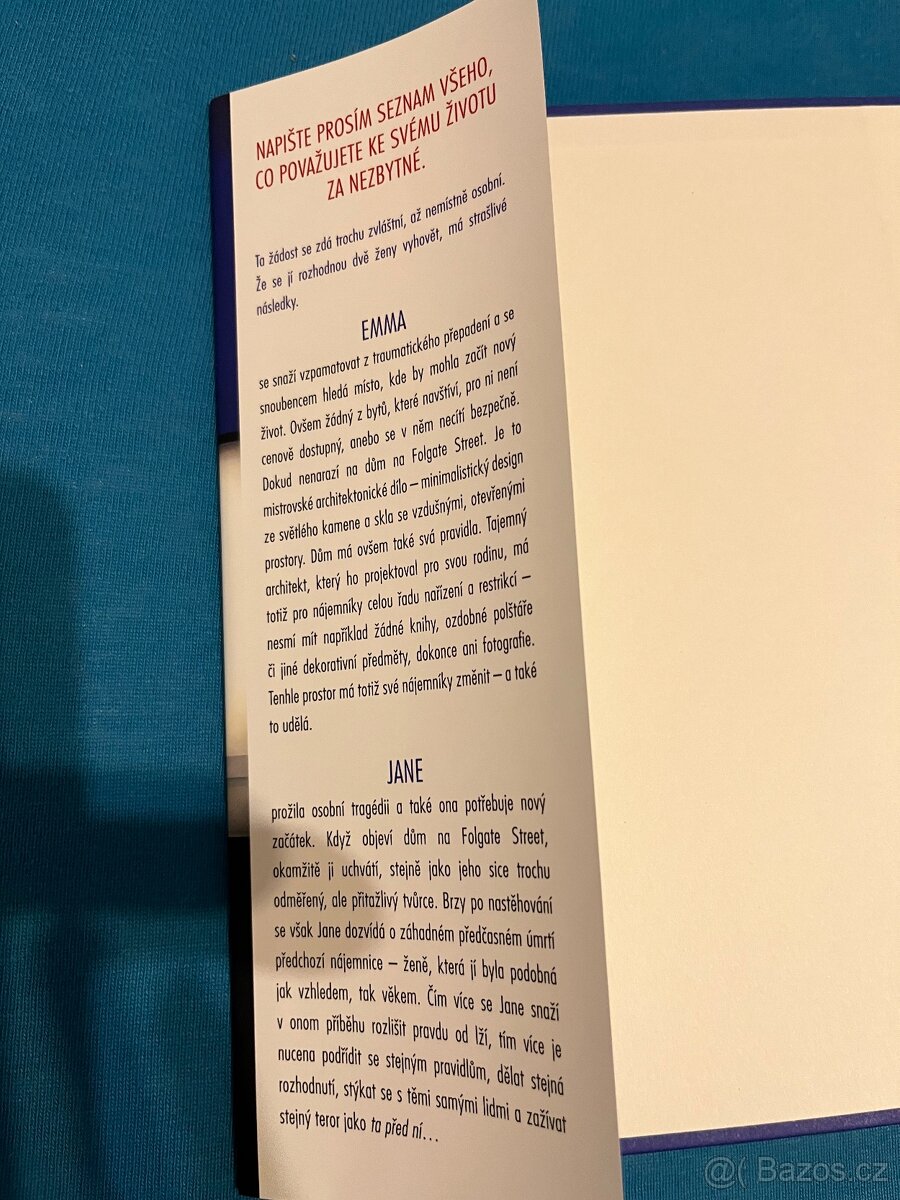 NAPIŠTE PROSÍM SEZNAM VŠEHO,
CO POVAŽUJETE KE SVÉMU ŽIVOTU
ZA NEZBYTNÉ.
Ta žádost se zdá trochu zvláštní, až nemístně osobní.
Že se jí rozhodnou dvě ženy vyhovět, má strašlivé
následky.
EMMA
se snaží vzpamatovat z traumatického přepadení a se
snoubencem hledá místo, kde by mohla začít nový
život. Ovšem žádný z bytů, které navštíví, pro ni není
cenově dostupný, anebo se v něm necítí bezpečně.
Dokud nenarazí na dům na Folgate Street. Je to
mistrovské architektonické dílo – minimalistický design
ze světlého kamene a skla se vzdušnými, otevřenými
prostory. Dům má ovšem také svá pravidla. Tajemný
architekt, který ho projektoval pro svou rodinu, má
totiž pro nájemníky celou řadu nařízení a restrikcí –
nesmí mít například žádné knihy, ozdobné polštáře
či jiné dekorativní předměty, dokonce ani fotografie.
Tenhle prostor má totiž své nájemníky změnit – a také
to udělá.
JANE
prožila osobní tragédii a také ona potřebuje nový
začátek. Když objeví dům na Folgate Street,
okamžitě ji uchvátí, stejně jako jeho sice trochu
odměřený, ale přitažlivý tvůrce. Brzy po nastěhování
se však Jane dozvídá o záhadném předčasném úmrtí
předchozí nájemnice – ženě, která jí byla podobná
jak vzhledem, tak věkem. Čím více se Jane snaží
v onom příběhu rozlišit pravdu od lží, tím více je
nucena podřídit se stejným pravidlům, dělat stejná
rozhodnutí, stýkat se s těmi samými lidmi a zažívat
stejný teror jako ta před ní...
@( Bazos.cz